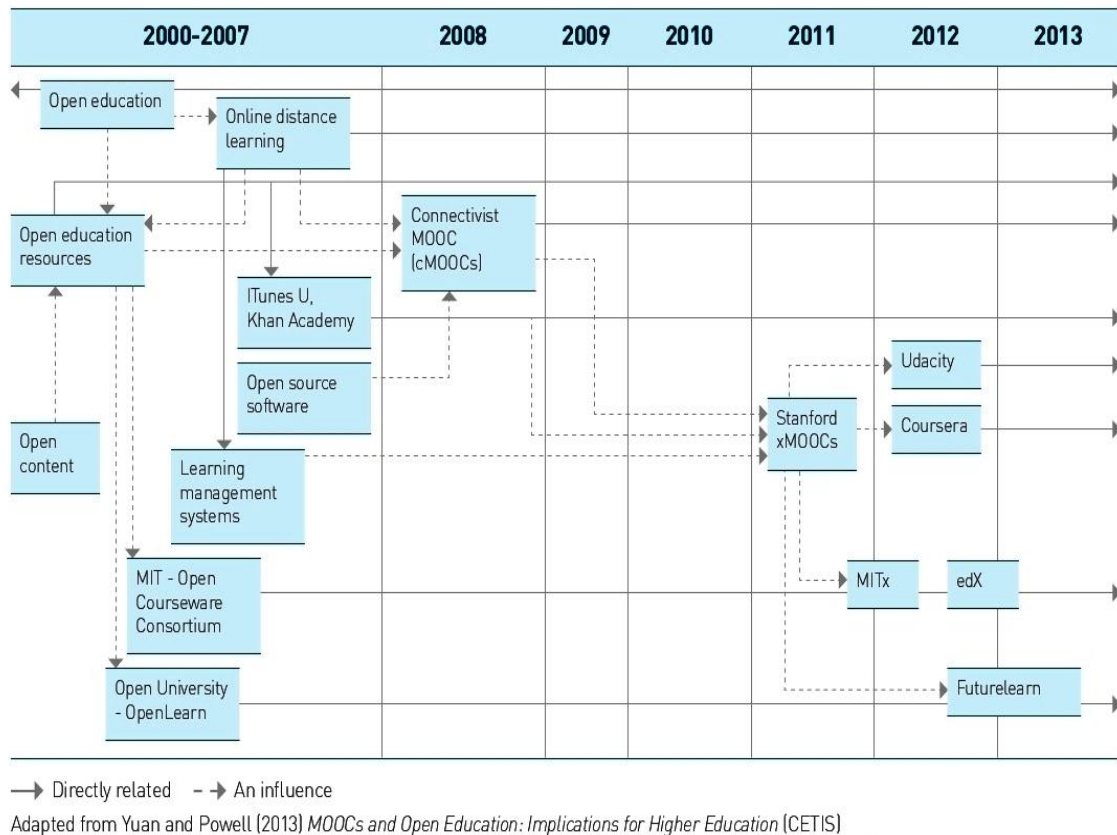 2000-2007 2008 2009 2010 2011 2012 2013
Open education
Online distance
learning
Open education
resources
Connectivist
MOOC
(cMOOCs)
ITunes U,
Khan Academy
Open source
software
Udacity
Stanford
xMOOCs
Coursera
Open
content
Learning
management
systems
MIT - Open
Courseware
Consortium
MITx
edX
Open University
- OpenLearn
Futurelearn
Directly related
An influence
Adapted from Yuan and Powell (2013) MOOCs and Open Education: Implications for Higher Education (CETIS)